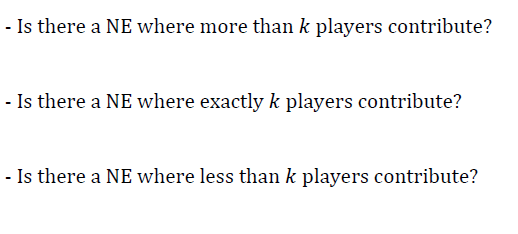 - Is there a NE where more than k players contribute?
- Is there a NE where exactly k players contribute?
- Is there a NE where less than k players contribute?